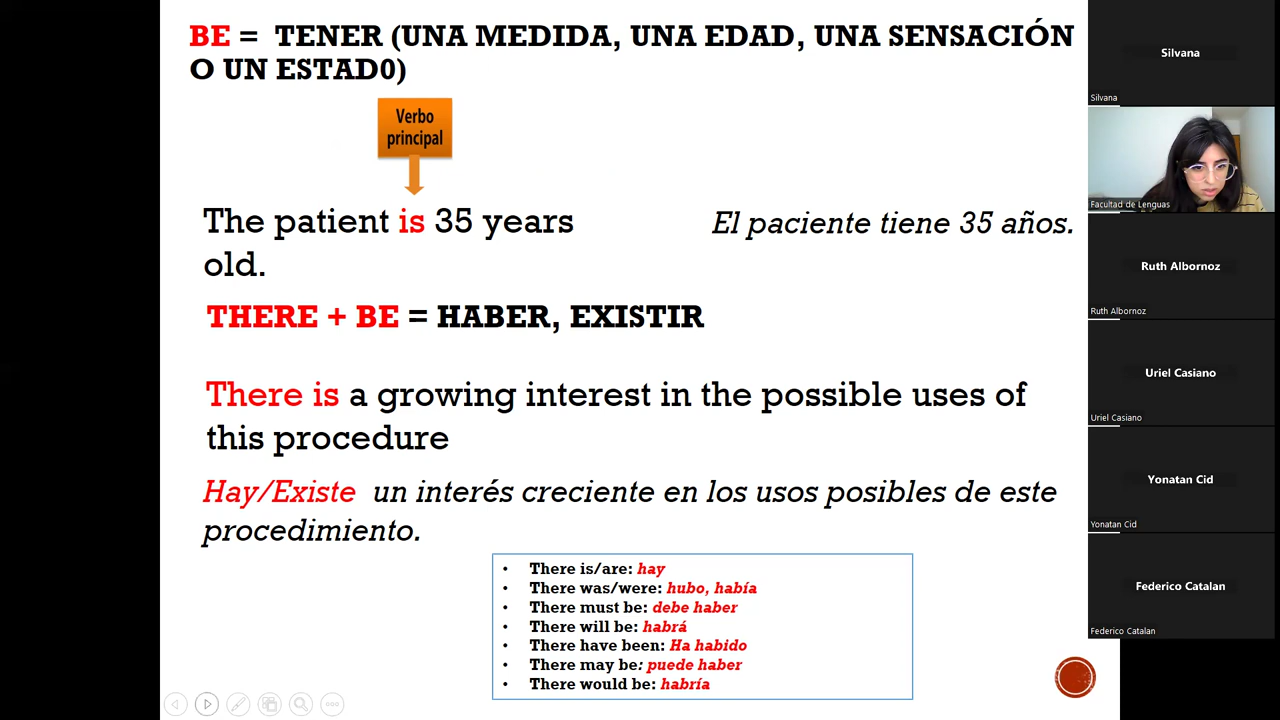 BE = TENER (UNA MEDIDA, UNA EDAD, UNA SENSACIÓN
O UN ESTAD0)
Verbo
principal
The patient is 35 years
old.
El paciente tiene 35 años.
THERE + BE = HABER, EXISTIR
There is a growing interest in the possible uses of
this procedure
Hay/Existe un interés creciente en los usos posibles de este
procedimiento.
• There is/are: hay
• There was/were: hubo, había
• There must be: debe haber
• There will be: habrá
• There have been: Ha habido
• There may be: puede haber
• There would be: habría
Silvana
Silvana
Facultad de Lenguas
Ruth Albornoz
Ruth Albornoz
Uriel Casiano
Uriel Casiano
Yonatan Cid
Yonatan Cid
Federico Catalan
Federico Catalan